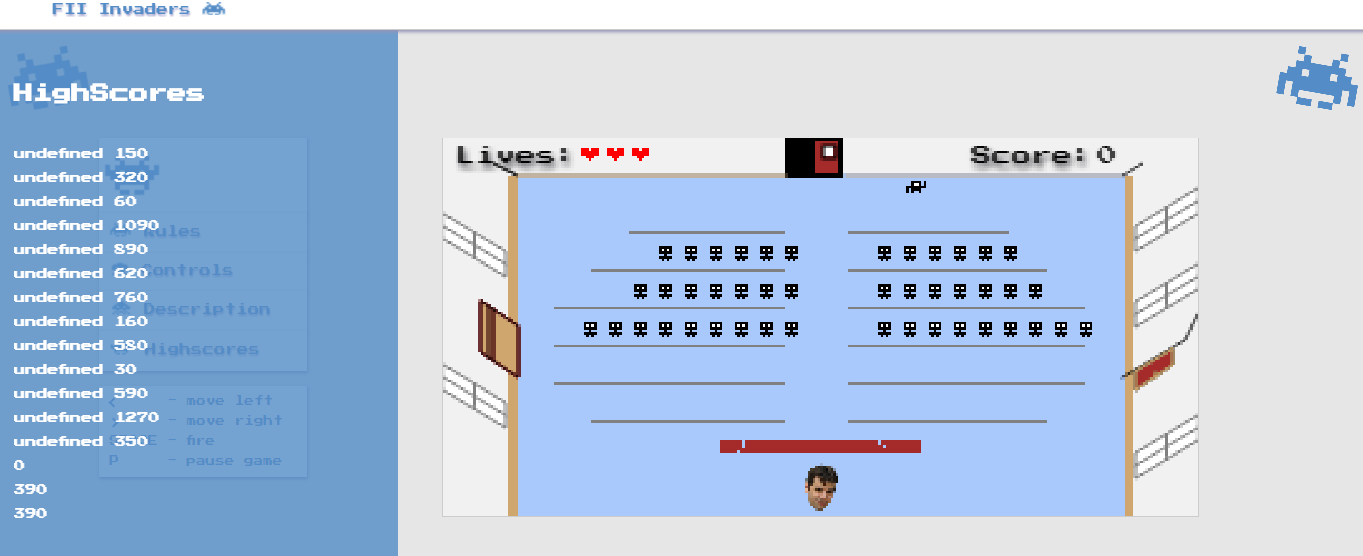 FII Invaders
HighScores
undefined 150
undefined 320
undefined 60
undefined 1090
undefined 890
undefined 620
undefined 760
undefined 160
undefined 580
undefined 30
undefined 590
undefined 1270
undefined 350
0
390
390
Rules
Controls
Description
Highscores
- move left
- move right
- fire
P - pause game
Lives:
Score: 0